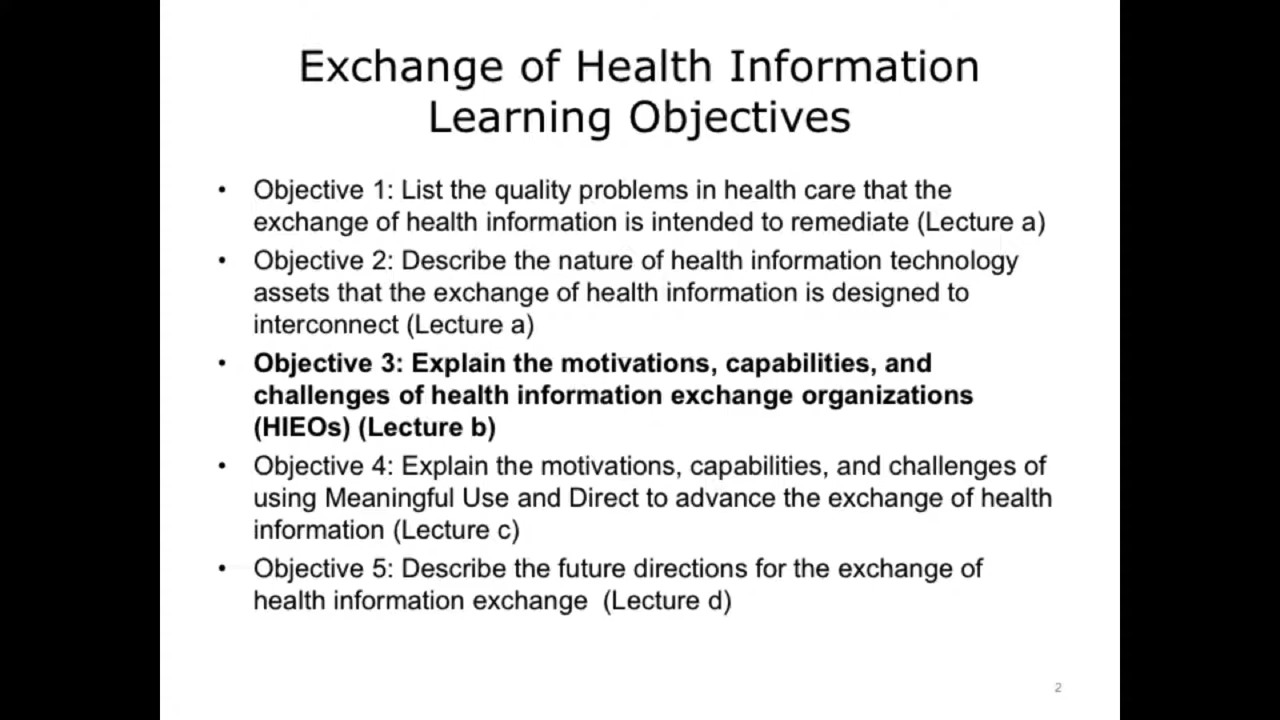 Exchange of Health Information
Learning Objectives
• Objective 1: List the quality problems in health care that the
exchange of health information is intended to remediate (Lecture a)
• Objective 2: Describe the nature of health information technology
assets that the exchange of health information is designed to
interconnect (Lecture a)
• Objective 3: Explain the motivations, capabilities, and
challenges of health information exchange organizations
(HIEOs) (Lecture b)
• Objective 4: Explain the motivations, capabilities, and challenges of
using Meaningful Use and Direct to advance the exchange of health
information (Lecture c)
• Objective 5: Describe the future directions for the exchange of
health information exchange (Lecture d)
2